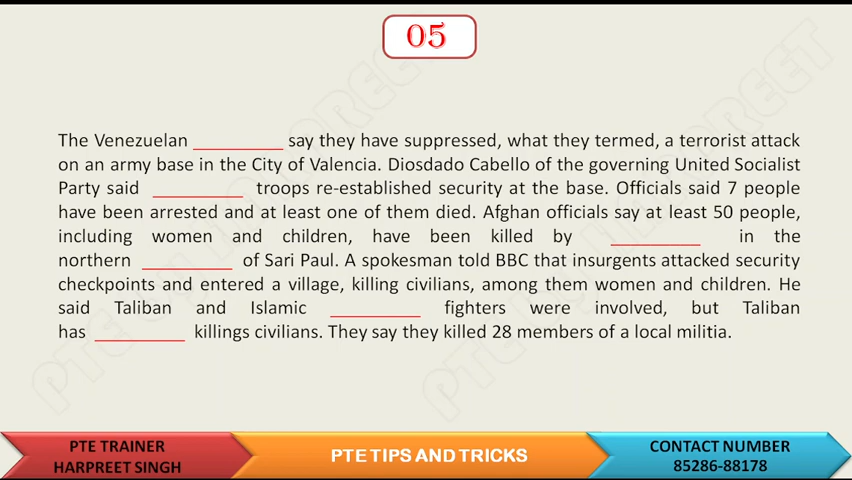 05
The Venezuelan __________ say they have suppressed, what they termed, a terrorist attack
on an army base in the City of Valencia. Diosdado Cabello of the governing United Socialist
Party said __________ troops re-established security at the base. Officials said 7 people
have been arrested and at least one of them died. Afghan officials say at least 50 people,
including women and children, have been killed by __________ in the
northern __________ of Sari Paul. A spokesman told BBC that insurgents attacked security
checkpoints and entered a village, killing civilians, among them women and children. He
said Taliban and Islamic __________ fighters were involved, but Taliban
has __________ killings civilians. They say they killed 28 members of a local militia.
PTE TRAINER
HARPREET SINGH
PTE TIPS AND TRICKS
CONTACT NUMBER
85286-88178